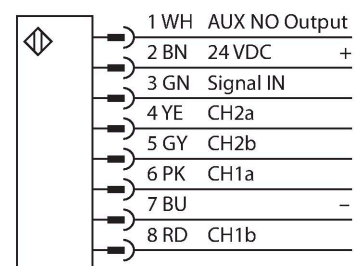 1 WH AUX NO Output
2 BN 24 VDC +
3 GN Signal IN
4 YE CH2a
5 GY CH2b
6 PK CH1a
7 BU –
8 RD CH1b